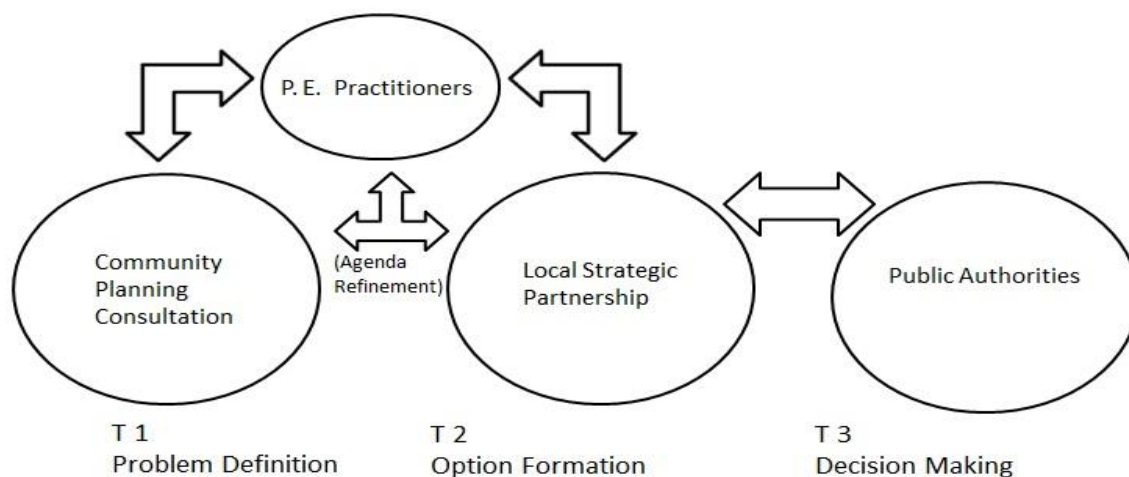 P. E. Practitioners
Community
Planning
Consultation
(Agenda
Refinement)
Local Strategic
Partnership
Public Authorities
T 1
Problem Definition
T 2
Option Formation
T 3
Decision Making